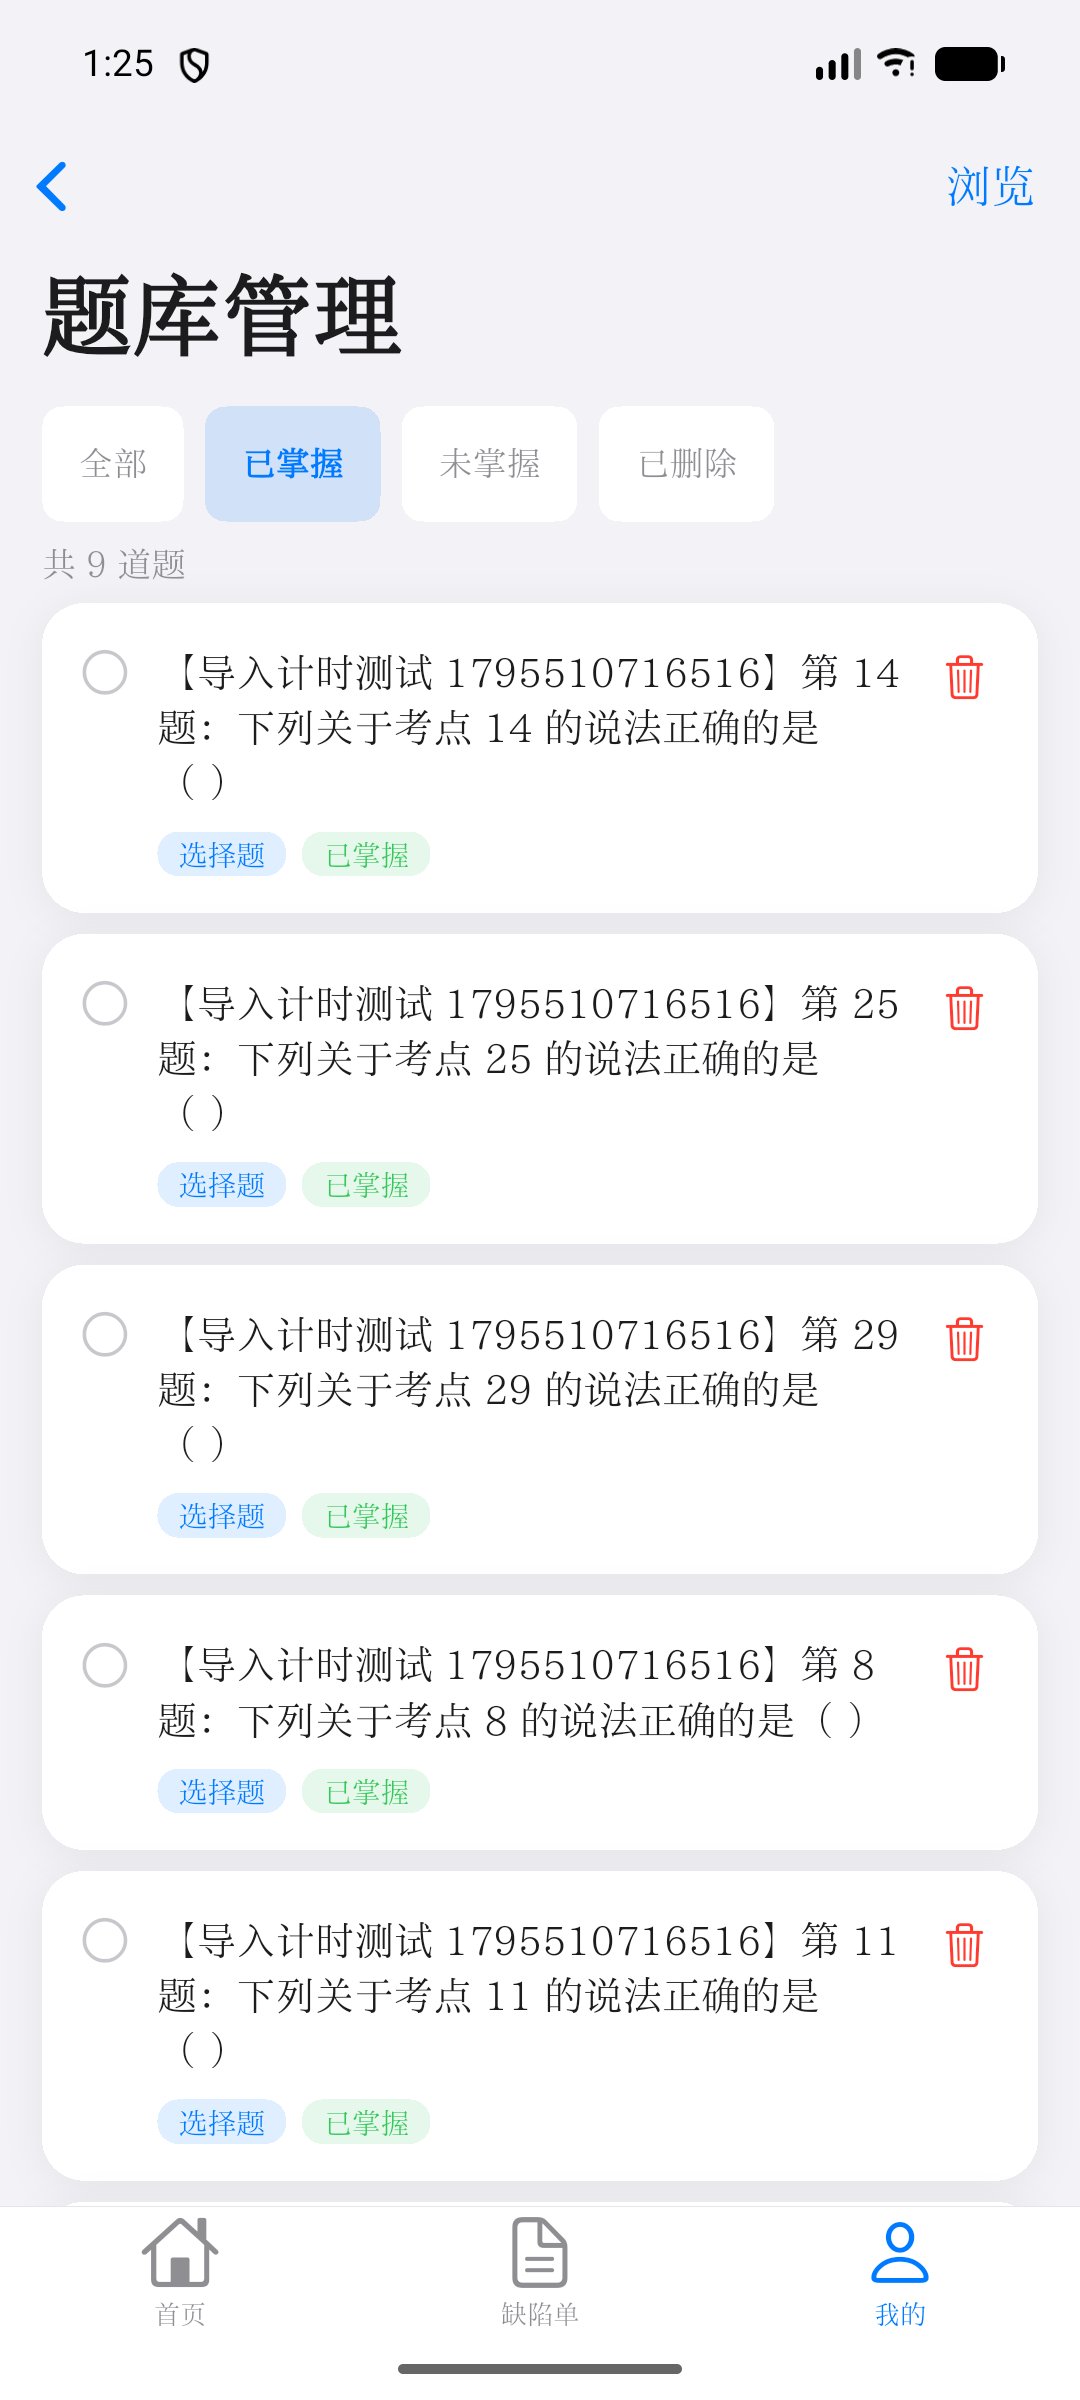 1:25
浏览
题库管理
全部
已掌握
未掌握
已删除
共 9 道题
【导入计时测试 1795510716516】第 14
题：下列关于考点 14 的说法正确的是
（ ）
选择题
已掌握
【导入计时测试 1795510716516】第 25
题：下列关于考点 25 的说法正确的是
（ ）
选择题
已掌握
【导入计时测试 1795510716516】第 29
题：下列关于考点 29 的说法正确的是
（ ）
选择题
已掌握
【导入计时测试 1795510716516】第 8
题：下列关于考点 8 的说法正确的是（ ）
选择题
已掌握
【导入计时测试 1795510716516】第 11
题：下列关于考点 11 的说法正确的是
（ ）
选择题
已掌握
首页
缺陷单
我的